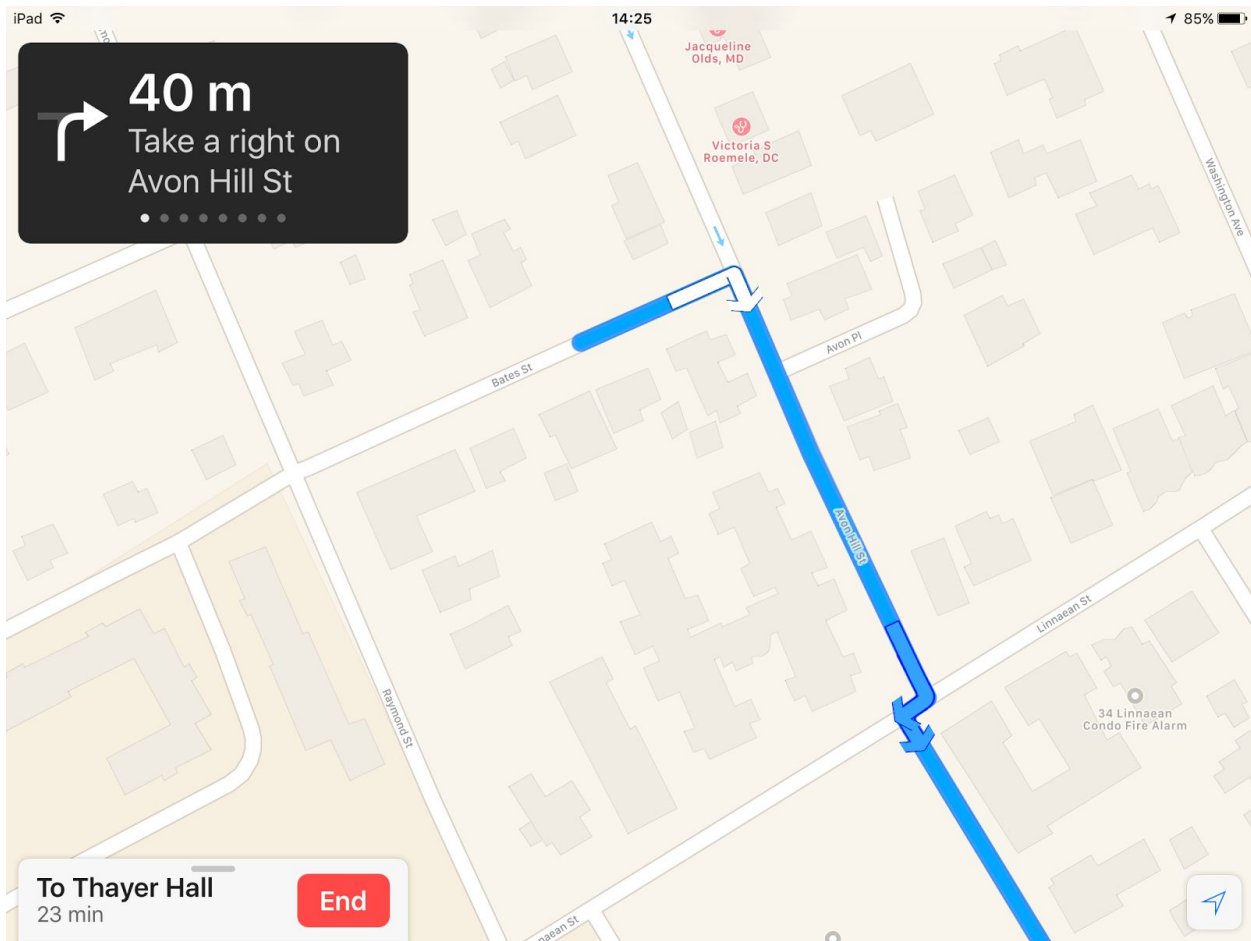 iPad
14:25
85%
40 m
Take a right on
Avon Hill St
Jacqueline
Olds, MD
Victoria S
Roemele, DC
Washington Ave
Avon Pl
Bates St
Avon Hill St
Linnaean St
Raymond St
34 Linnaean
Condo Fire Alarm
To Thayer Hall
23 min
End
naean St